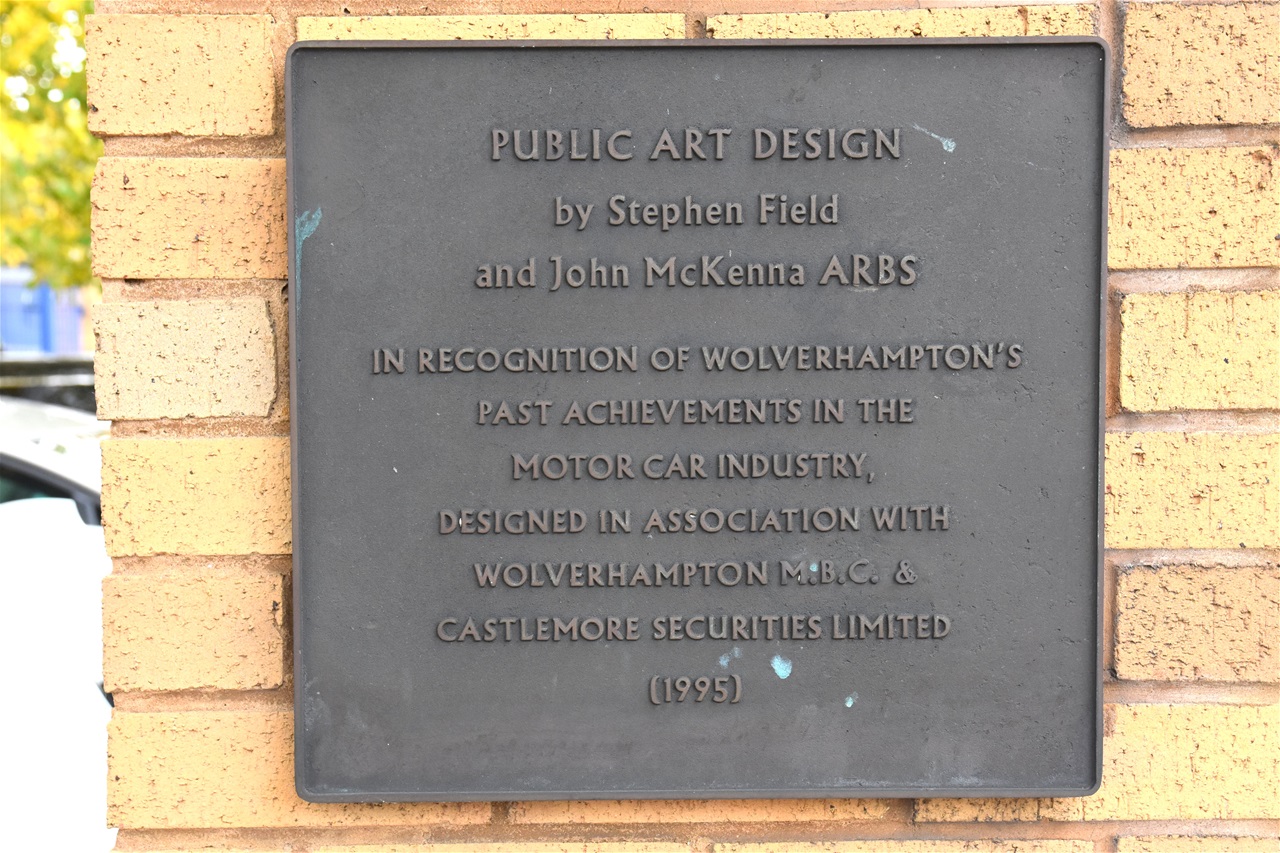 PUBLIC ART DESIGN
by Stephen Field
and John McKenna ARBS
IN RECOGNITION OF WOLVERHAMPTON'S
PAST ACHIEVEMENTS IN THE
MOTOR CAR INDUSTRY,
DESIGNED IN ASSOCIATION WITH
WOLVERHAMPTON M.B.C. &
CASTLEMORE SECURITIES LIMITED
(1995)